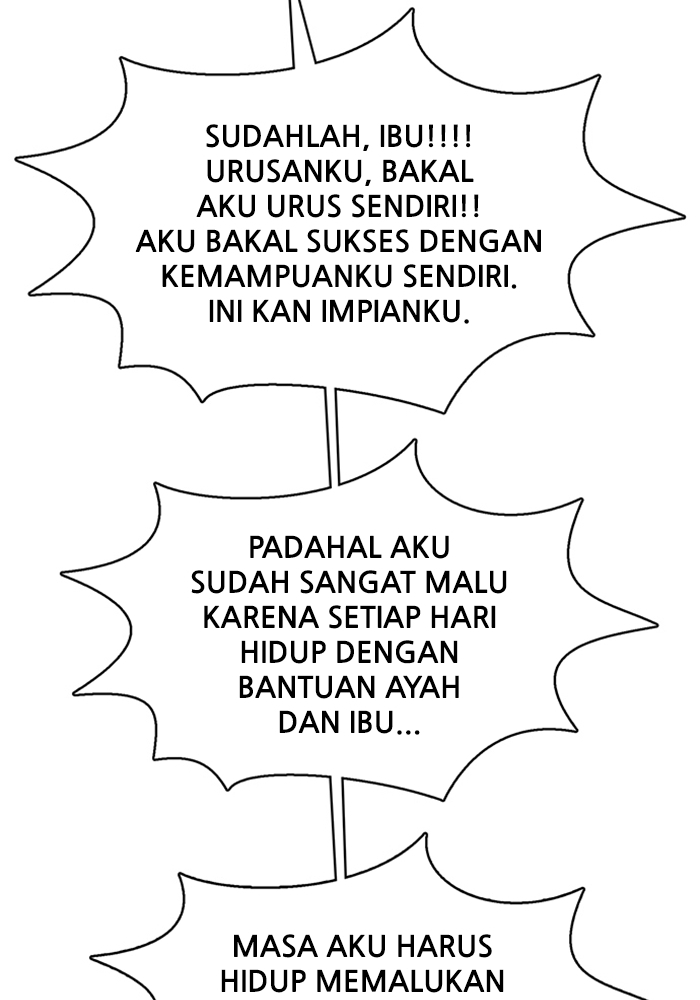 SUDAHLAH, IBU!!!!
URUSANKU, BAKAL
AKU URUS SENDIRI!!
AKU BAKAL SUKSES DENGAN
KEMAMPUANKU SENDIRI.
INI KAN IMPIANKU.
PADAHAL AKU
SUDAH SANGAT MALU
KARENA SETIAP HARI
HIDUP DENGAN
BANTUAN AYAH
DAN IBU...
MASA AKU HARUS
HIDUP MEMALUKAN